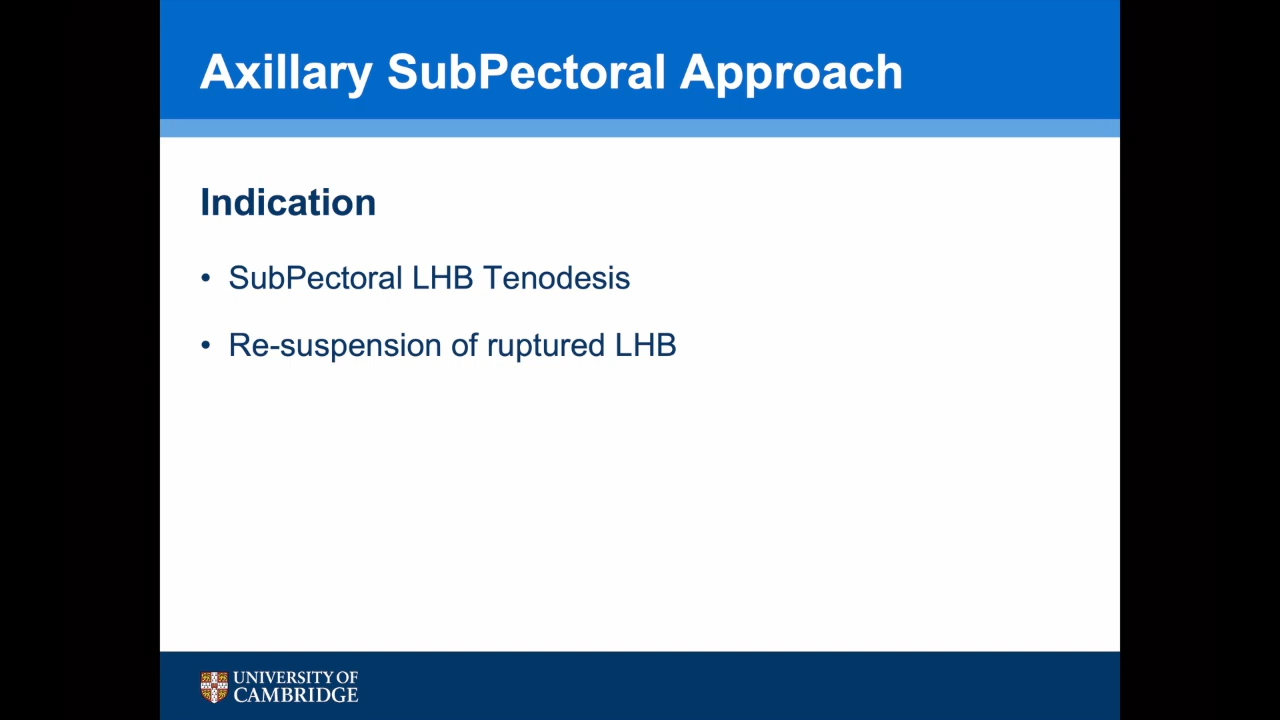 Axillary SubPectoral Approach
Indication
• SubPectoral LHB Tenodesis
• Re-suspension of ruptured LHB
UNIVERSITY OF
CAMBRIDGE